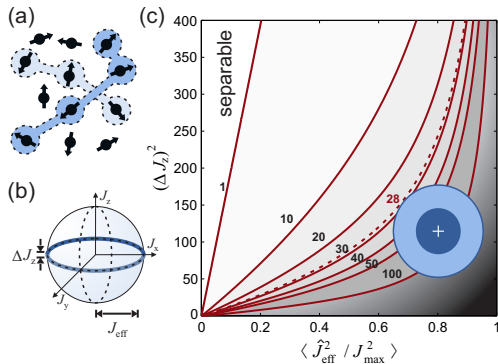 (a)
(b)
J_z
J_x
J_y
ΔJ_z
J_eff
(c)
400
350
300
250
200
150
100
50
0
(ΔJ_z)^2
separable
1
10
20
28
30
40
50
100
0
0.2
0.4
0.6
0.8
1
⟨ Ĵ_eff^2 / J_max^2 ⟩